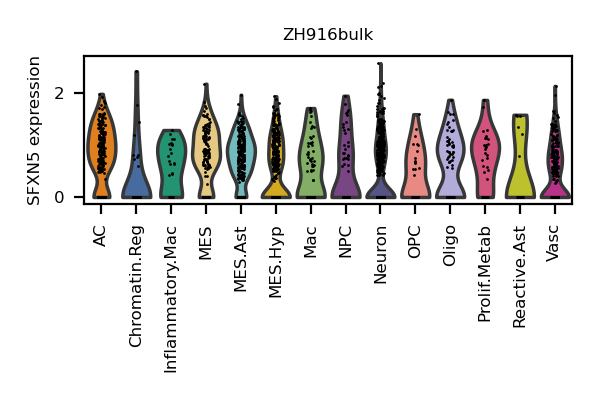 ZH916bulk
SFXN5 expression
2
0
AC
Chromatin.Reg
Inflammatory.Mac
MES
MES.Ast
MES.Hyp
Mac
NPC
Neuron
OPC
Oligo
Prolif.Metab
Reactive.Ast
Vasc